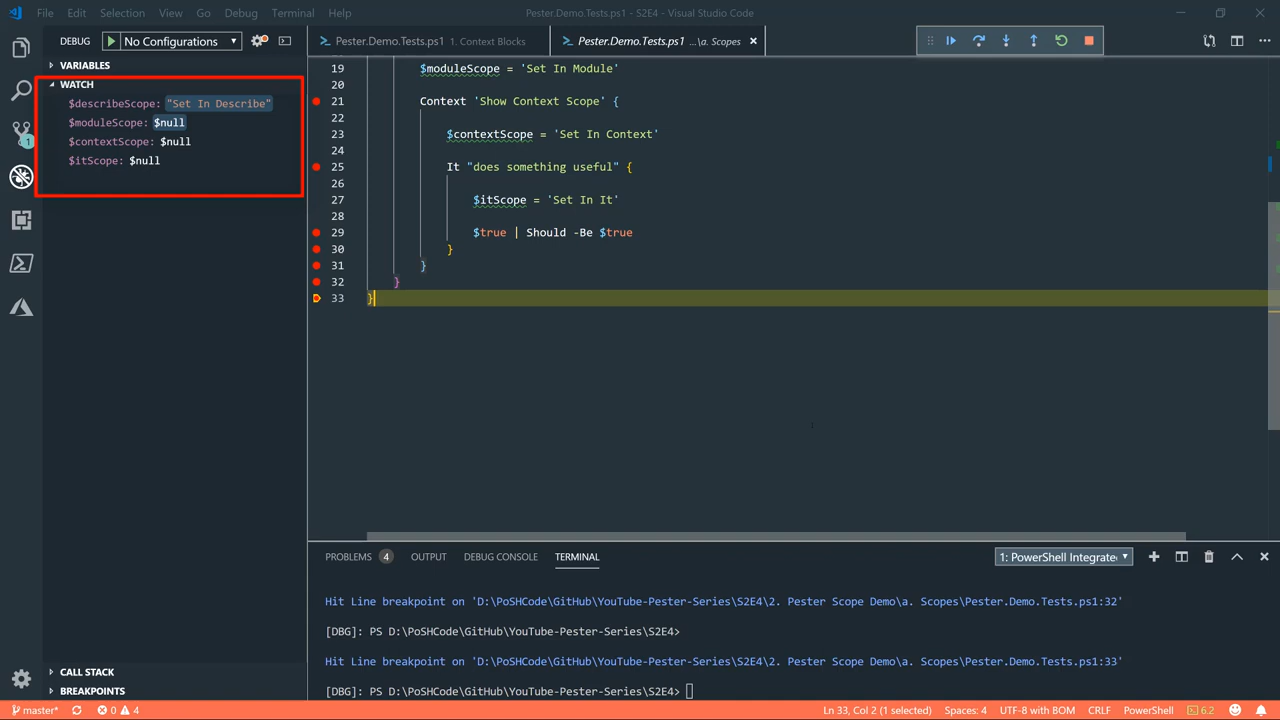 File Edit Selection View Go Debug Terminal Help
Pester.Demo.Tests.ps1 - S2E4 - Visual Studio Code
DEBUG No Configurations
Pester.Demo.Tests.ps1 1. Context Blocks
Pester.Demo.Tests.ps1 ...\a. Scopes
VARIABLES
WATCH
$describeScope: "Set In Describe"
$moduleScope: $null
$contextScope: $null
$itScope: $null
19 $moduleScope = 'Set In Module'
20
21 Context 'Show Context Scope' {
22
23 $contextScope = 'Set In Context'
24
25 It "does something useful" {
26
27 $itScope = 'Set In It'
28
29 $true | Should -Be $true
30 }
31 }
32 }
33 }
1
PROBLEMS 4 OUTPUT DEBUG CONSOLE TERMINAL
1: PowerShell Integrate
Hit Line breakpoint on 'D:\PoSHCode\GitHub\YouTube-Pester-Series\S2E4\2. Pester Scope Demo\a. Scopes\Pester.Demo.Tests.ps1:32'
[DBG]: PS D:\PoSHCode\GitHub\YouTube-Pester-Series\S2E4>
Hit Line breakpoint on 'D:\PoSHCode\GitHub\YouTube-Pester-Series\S2E4\2. Pester Scope Demo\a. Scopes\Pester.Demo.Tests.ps1:33'
[DBG]: PS D:\PoSHCode\GitHub\YouTube-Pester-Series\S2E4>
CALL STACK
BREAKPOINTS
master* 0 4
Ln 33, Col 2 (1 selected) Spaces: 4 UTF-8 with BOM CRLF PowerShell 6.2